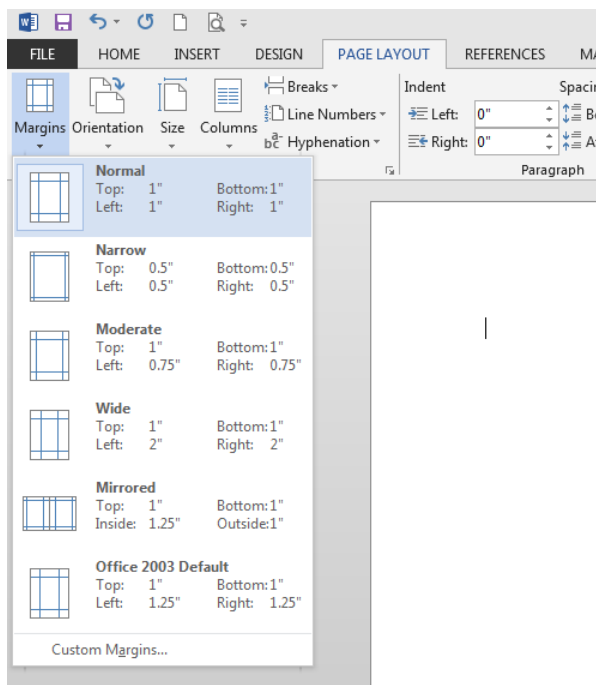 FILE HOME INSERT DESIGN PAGE LAYOUT REFERENCES
Margins Orientation Size Columns
Breaks
Line Numbers
Hyphenation
Indent
Left: 0"
Right: 0"
Paragraph
Normal
Top: 1" Bottom: 1"
Left: 1" Right: 1"
Narrow
Top: 0.5" Bottom: 0.5"
Left: 0.5" Right: 0.5"
Moderate
Top: 1" Bottom: 1"
Left: 0.75" Right: 0.75"
Wide
Top: 1" Bottom: 1"
Left: 2" Right: 2"
Mirrored
Top: 1" Bottom: 1"
Inside: 1.25" Outside: 1"
Office 2003 Default
Top: 1" Bottom: 1"
Left: 1.25" Right: 1.25"
Custom Margins...